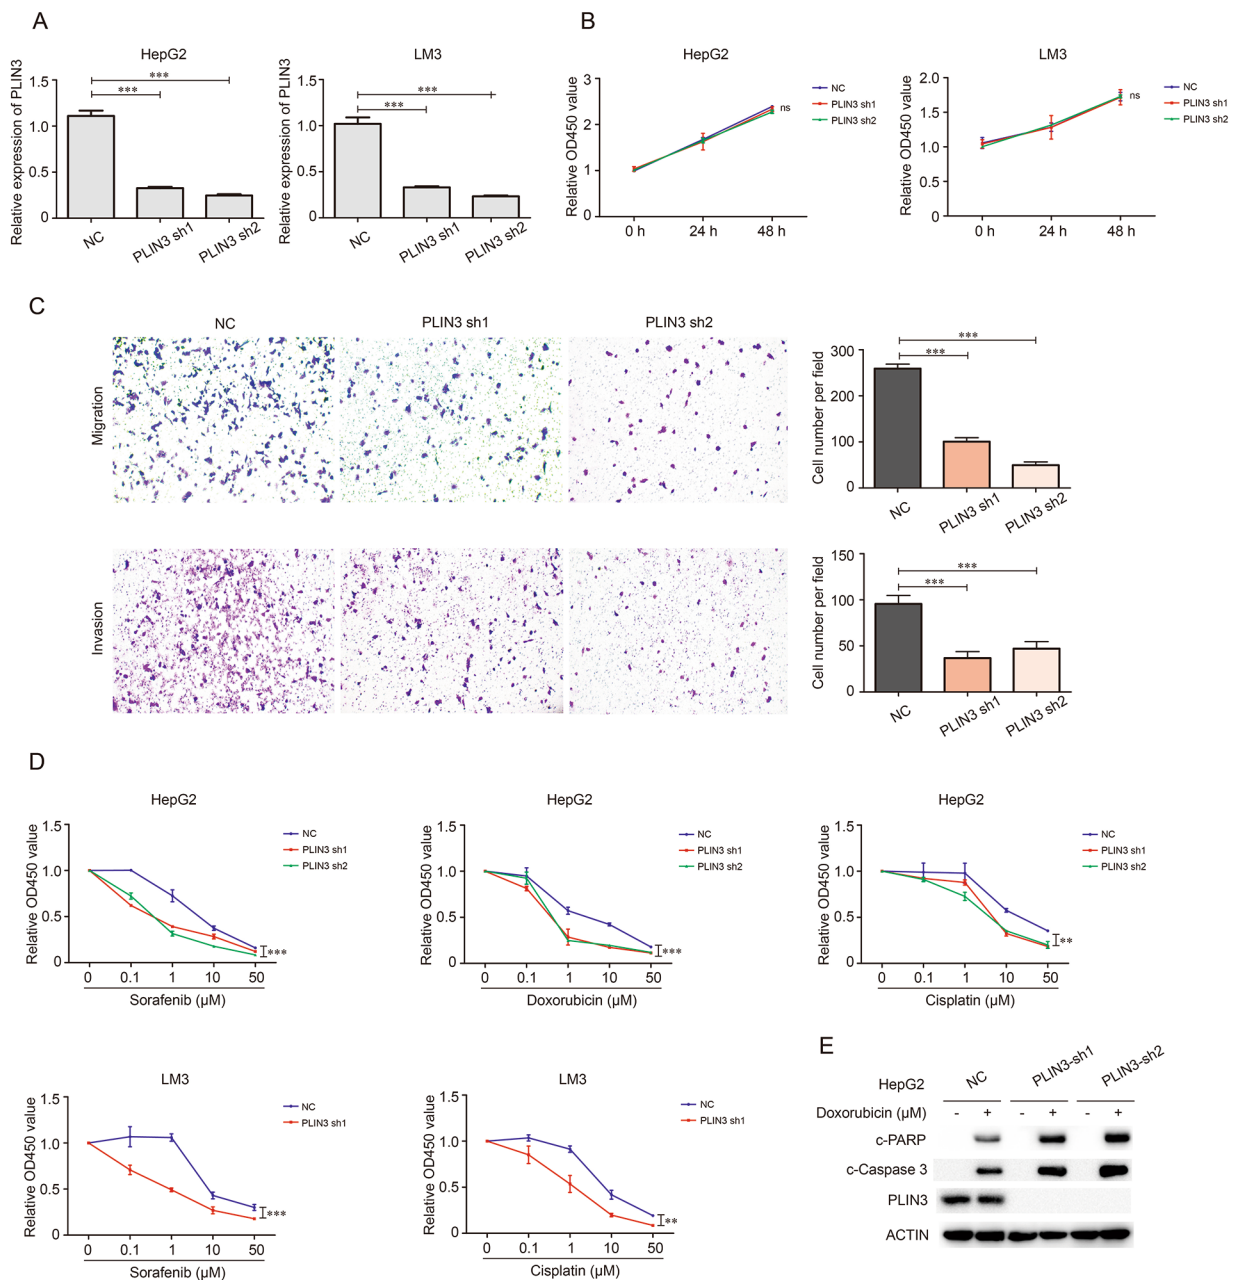 A
HepG2
Relative expression of PLIN3
1.5
1.0
0.5
0
***
***
NC
PLIN3 sh1
PLIN3 sh2
LM3
Relative expression of PLIN3
1.5
1.0
0.5
0
***
***
NC
PLIN3 sh1
PLIN3 sh2
B
HepG2
Relative OD450 value
3
2
1
0
ns
0 h
24 h
48 h
NC
PLIN3 sh1
PLIN3 sh2
LM3
Relative OD450 value
2.0
1.5
1.0
1.5
0
ns
0 h
24 h
48 h
NC
PLIN3 sh1
PLIN3 sh2
C
NC
PLIN3 sh1
PLIN3 sh2
Migration
Cell number per field
300
200
100
0
***
***
NC
PLIN3 sh1
PLIN3 sh2
Invasion
Cell number per field
150
100
50
0
***
***
NC
PLIN3 sh1
PLIN3 sh2
D
HepG2
Relative OD450 value
1.5
1.0
0.5
0
***
0 0.1 1 10 50
Sorafenib (µM)
NC
PLIN3 sh1
PLIN3 sh2
HepG2
Relative OD450 value
1.5
1.0
0.5
0
***
0 0.1 1 10 50
Doxorubicin (µM)
NC
PLIN3 sh1
PLIN3 sh2
HepG2
Relative OD450 value
1.5
1.0
0.5
0
**
0 0.1 1 10 50
Cisplatin (µM)
NC
PLIN3 sh1
PLIN3 sh2
LM3
Relative OD450 value
1.5
1.0
0.5
0
***
0 0.1 1 10 50
Sorafenib (µM)
NC
PLIN3 sh1
LM3
Relative OD450 value
1.5
1.0
0.5
0
**
0 0.1 1 10 50
Cisplatin (µM)
NC
PLIN3 sh1
E
HepG2 NC PLIN3-sh1 PLIN3-sh2
Doxorubicin (µM) - + - + - +
c-PARP
c-Caspase 3
PLIN3
ACTIN